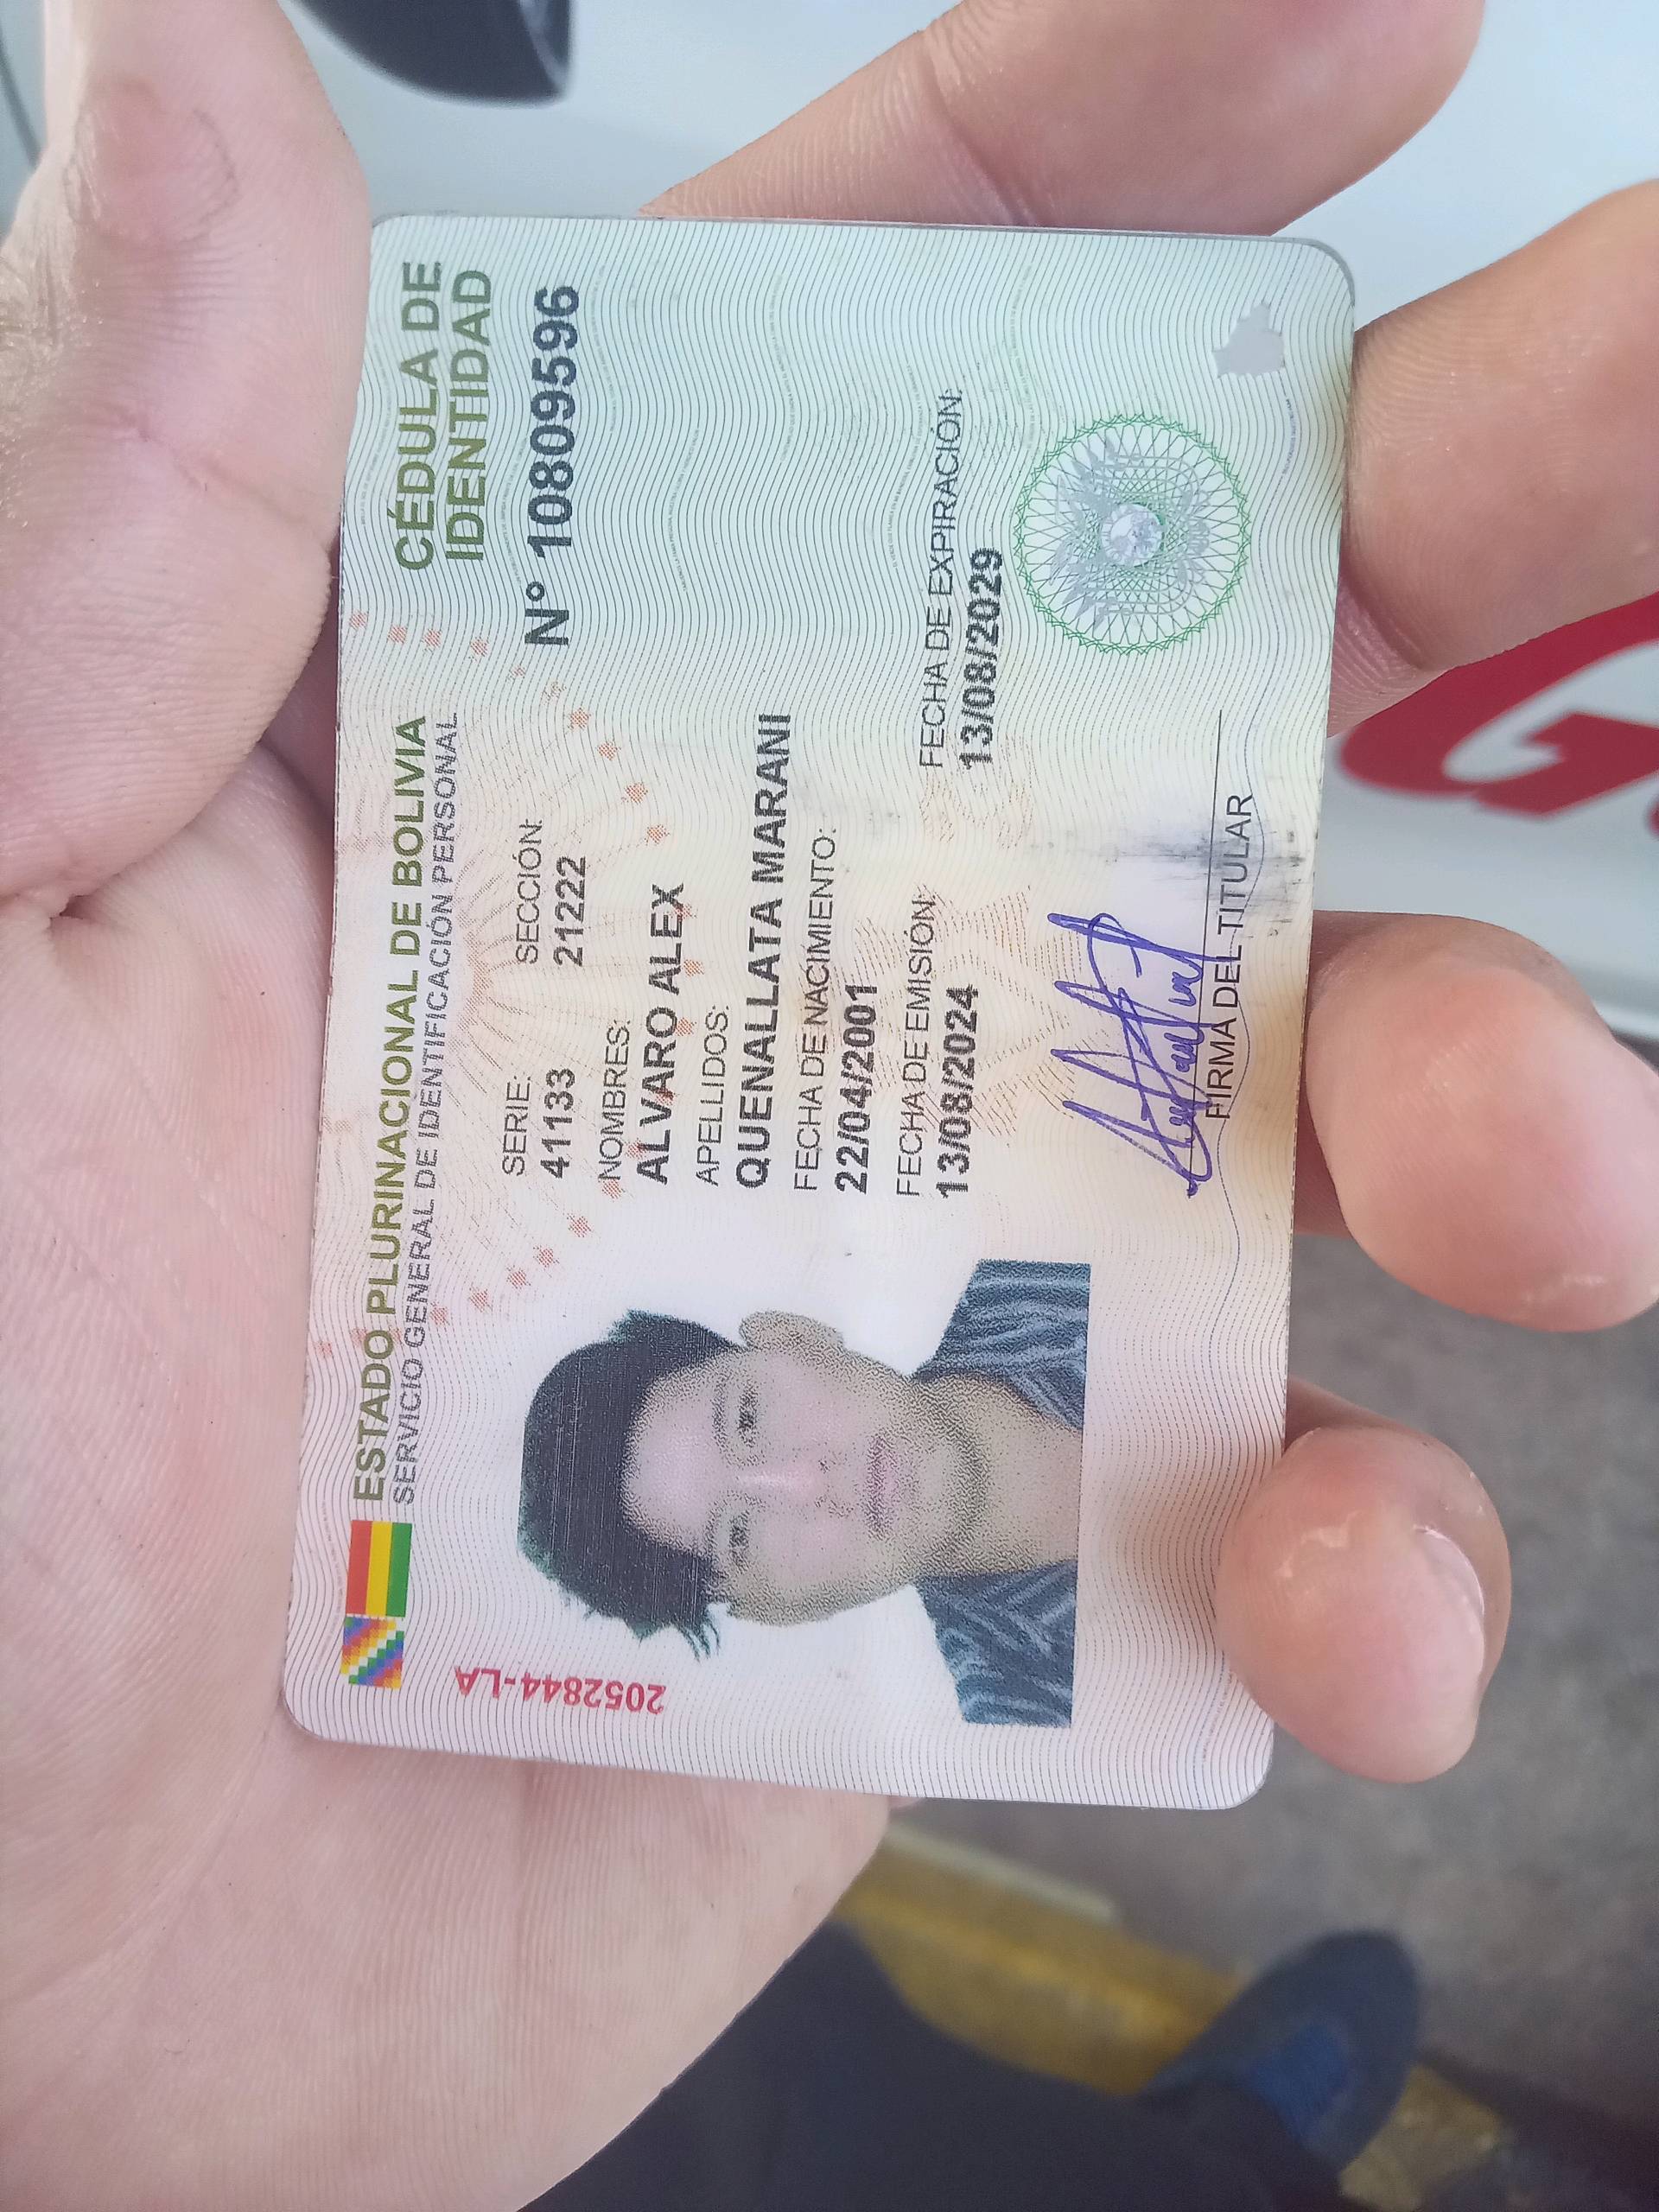 ESTADO PLURINACIONAL DE BOLIVIA
SERVICIO GENERAL DE IDENTIFICACIÓN PERSONAL
CÉDULA DE
IDENTIDAD
N° 10809596
SERIE: SECCIÓN:
41133 21222
NOMBRES:
ALVARO ALEX
APELLIDOS:
QUENALLATA MARANI
FECHA DE NACIMIENTO:
22/04/2001
FECHA DE EMISIÓN: FECHA DE EXPIRACIÓN:
13/08/2024 13/08/2029
FIRMA DEL TITULAR
2052844-LA
G